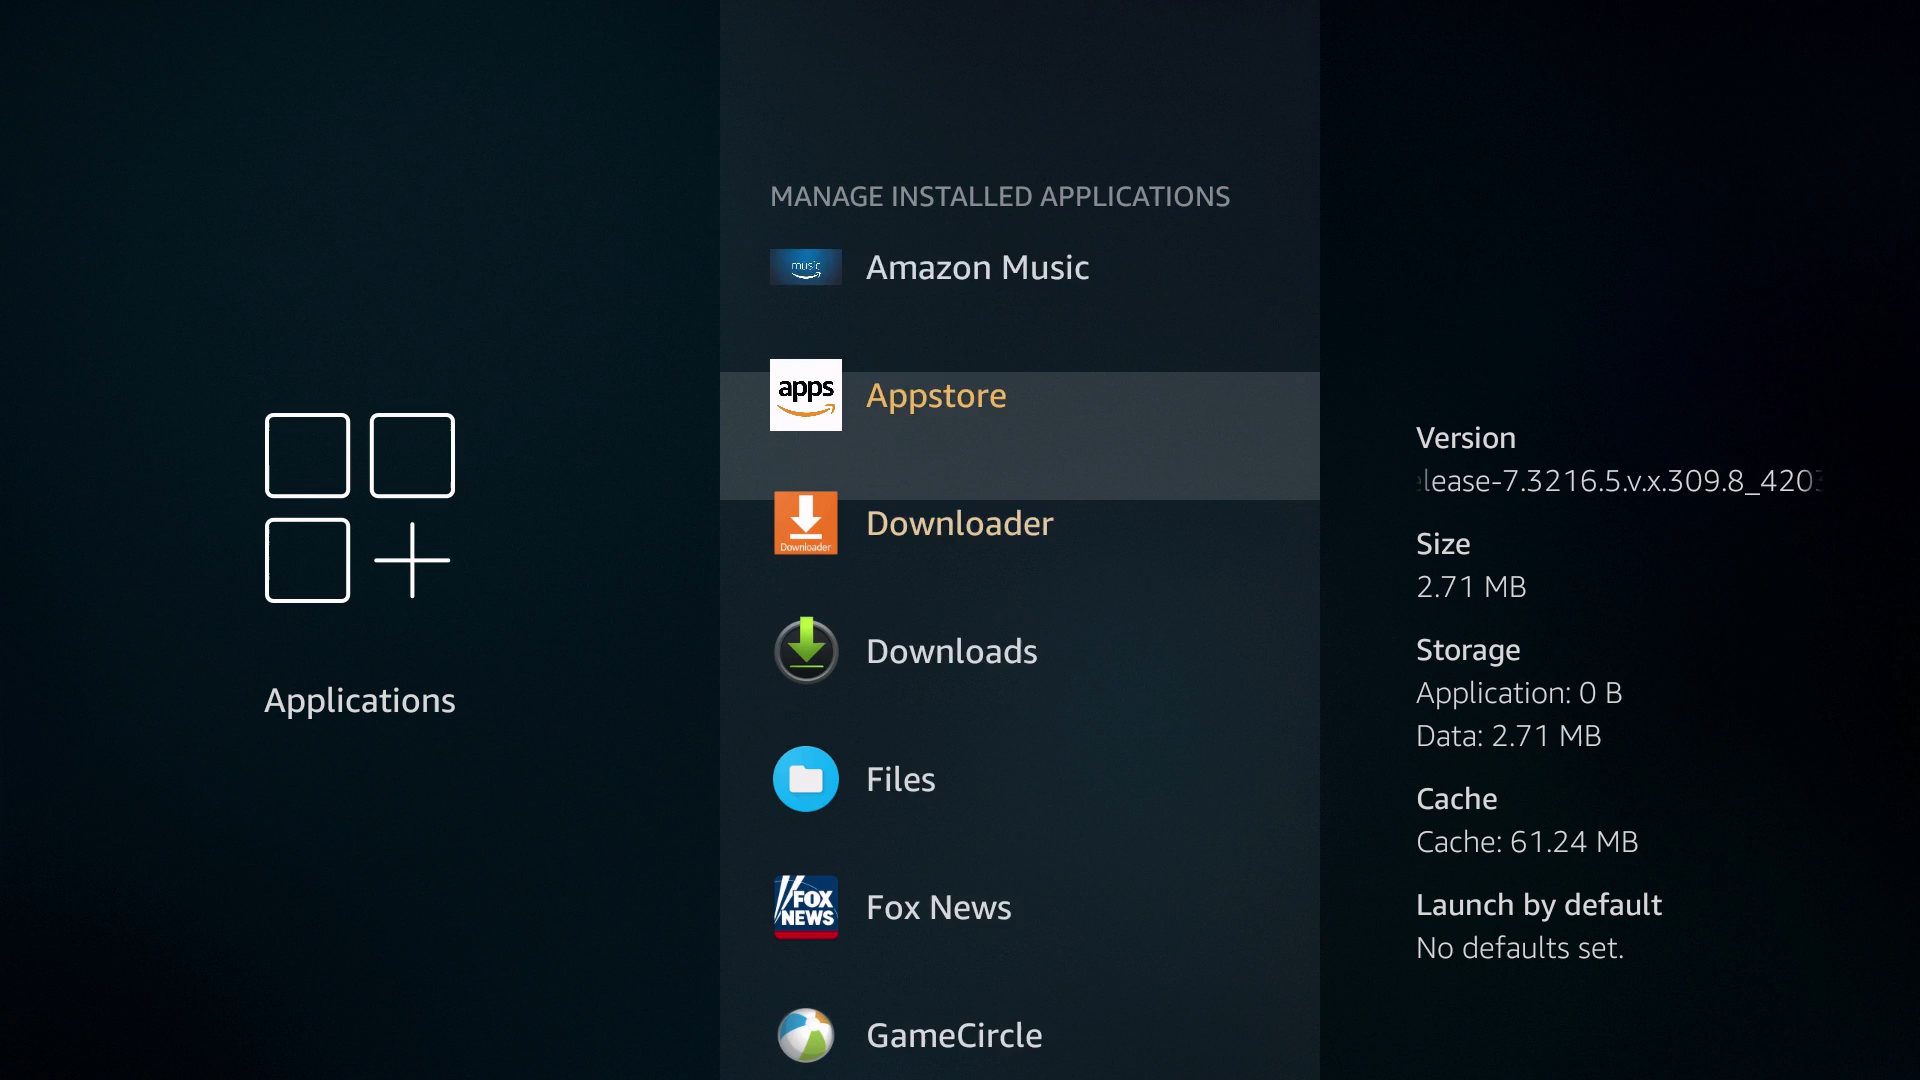 MANAGE INSTALLED APPLICATIONS
music
Amazon Music
apps
Appstore
Downloader
Downloader
Downloads
Files
FOX
NEWS
Fox News
GameCircle
Applications
Version
lease-7.3216.5.v.x.309.8_420
Size
2.71 MB
Storage
Application: 0 B
Data: 2.71 MB
Cache
Cache: 61.24 MB
Launch by default
No defaults set.